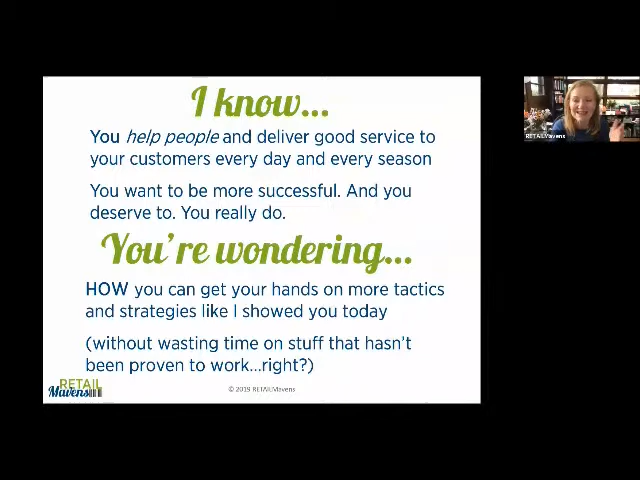 I know...
You help people and deliver good service to
your customers every day and every season
You want to be more successful. And you
deserve to. You really do.
You're wondering...
HOW you can get your hands on more tactics
and strategies like I showed you today
(without wasting time on stuff that hasn't
been proven to work...right?)
RETAIL
Mavens
© 2019 RETAILMavens
RETAILMavens